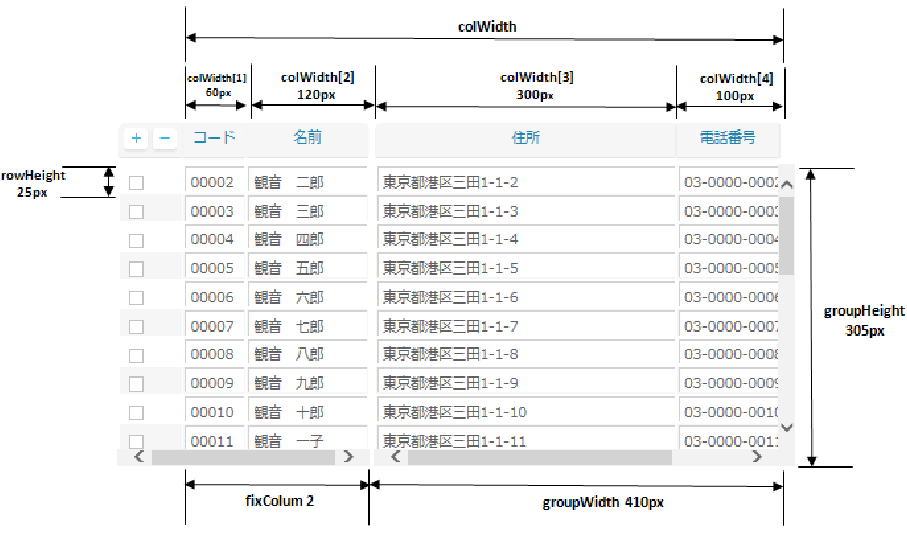 colWidth
colWidth[1] colWidth[2] colWidth[3] colWidth[4]
60px 120px 300px 100px
+ − コード 名前 住所 電話番号
rowHeight
25px
00002 観音 二郎 東京都港区三田1-1-2 03-0000-0002
00003 観音 三郎 東京都港区三田1-1-3 03-0000-0003
00004 観音 四郎 東京都港区三田1-1-4 03-0000-0004
00005 観音 五郎 東京都港区三田1-1-5 03-0000-0005
00006 観音 六郎 東京都港区三田1-1-6 03-0000-0006
00007 観音 七郎 東京都港区三田1-1-7 03-0000-0007
00008 観音 八郎 東京都港区三田1-1-8 03-0000-0008
00009 観音 九郎 東京都港区三田1-1-9 03-0000-0009
00010 観音 十郎 東京都港区三田1-1-10 03-0000-0010
00011 観音 一子 東京都港区三田1-1-11 03-0000-0011
groupHeight
305px
fixColum 2 groupWidth 410px